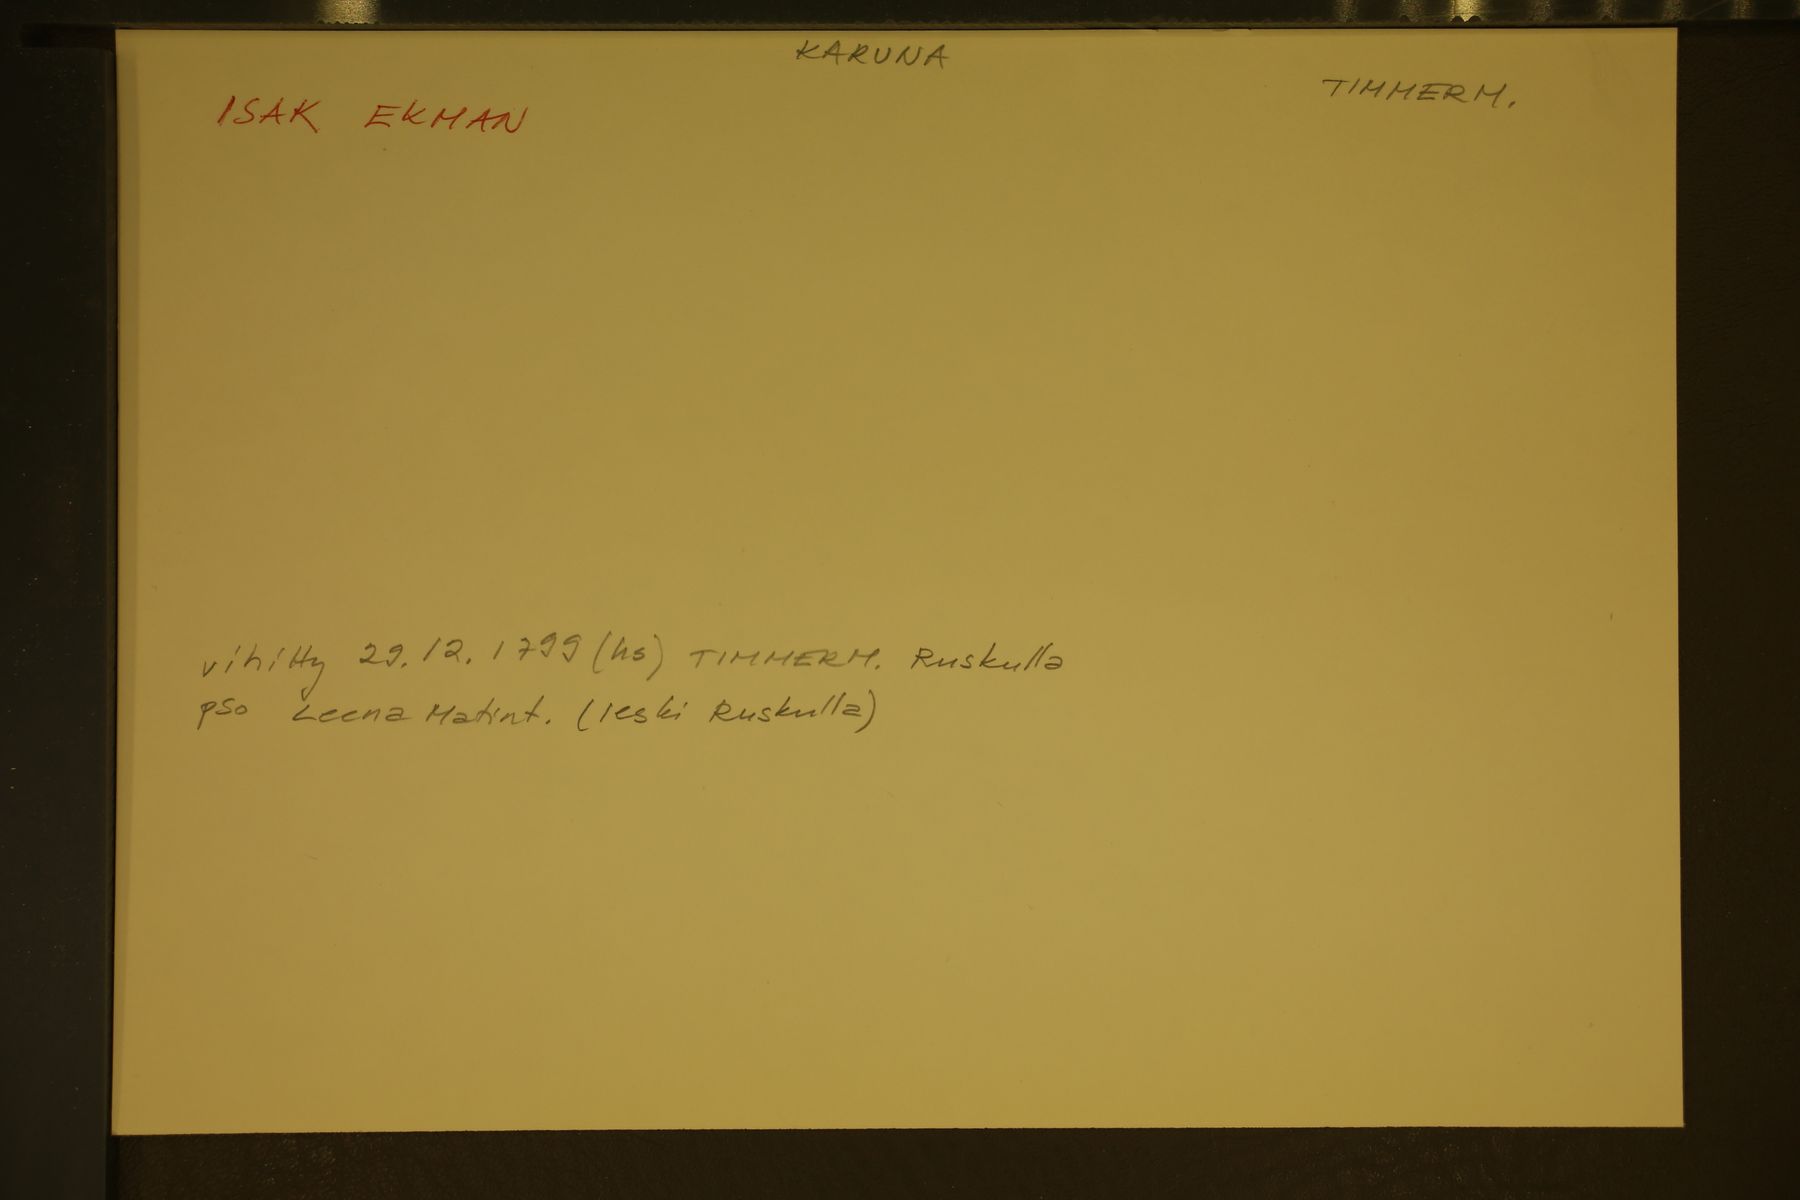 KARUNA
TIMMERM.
ISAK EKMAN
vihitty 29.12.1799 (hs) TIMMERM. Ruskulla
pso Leena Matint. (leski Ruskulla)